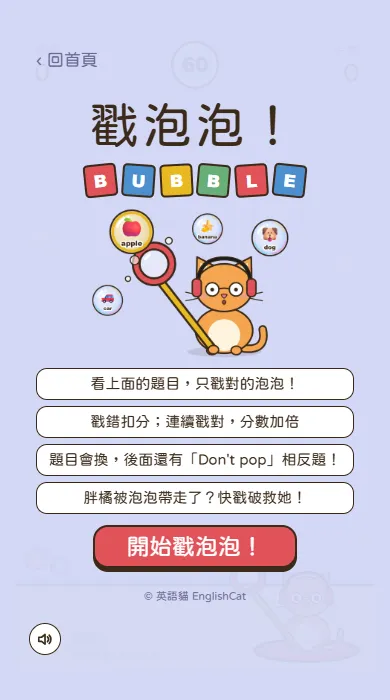 ‹ 回首頁
60
0
0
戳泡泡！
BUBBLE
apple
banana
dog
car
看上面的題目，只戳對的泡泡！
戳錯扣分；連續戳對，分數加倍
題目會換，後面還有「Don't pop」相反題！
胖橘被泡泡帶走了？快戳破救她！
開始戳泡泡！
© 英語貓 EnglishCat